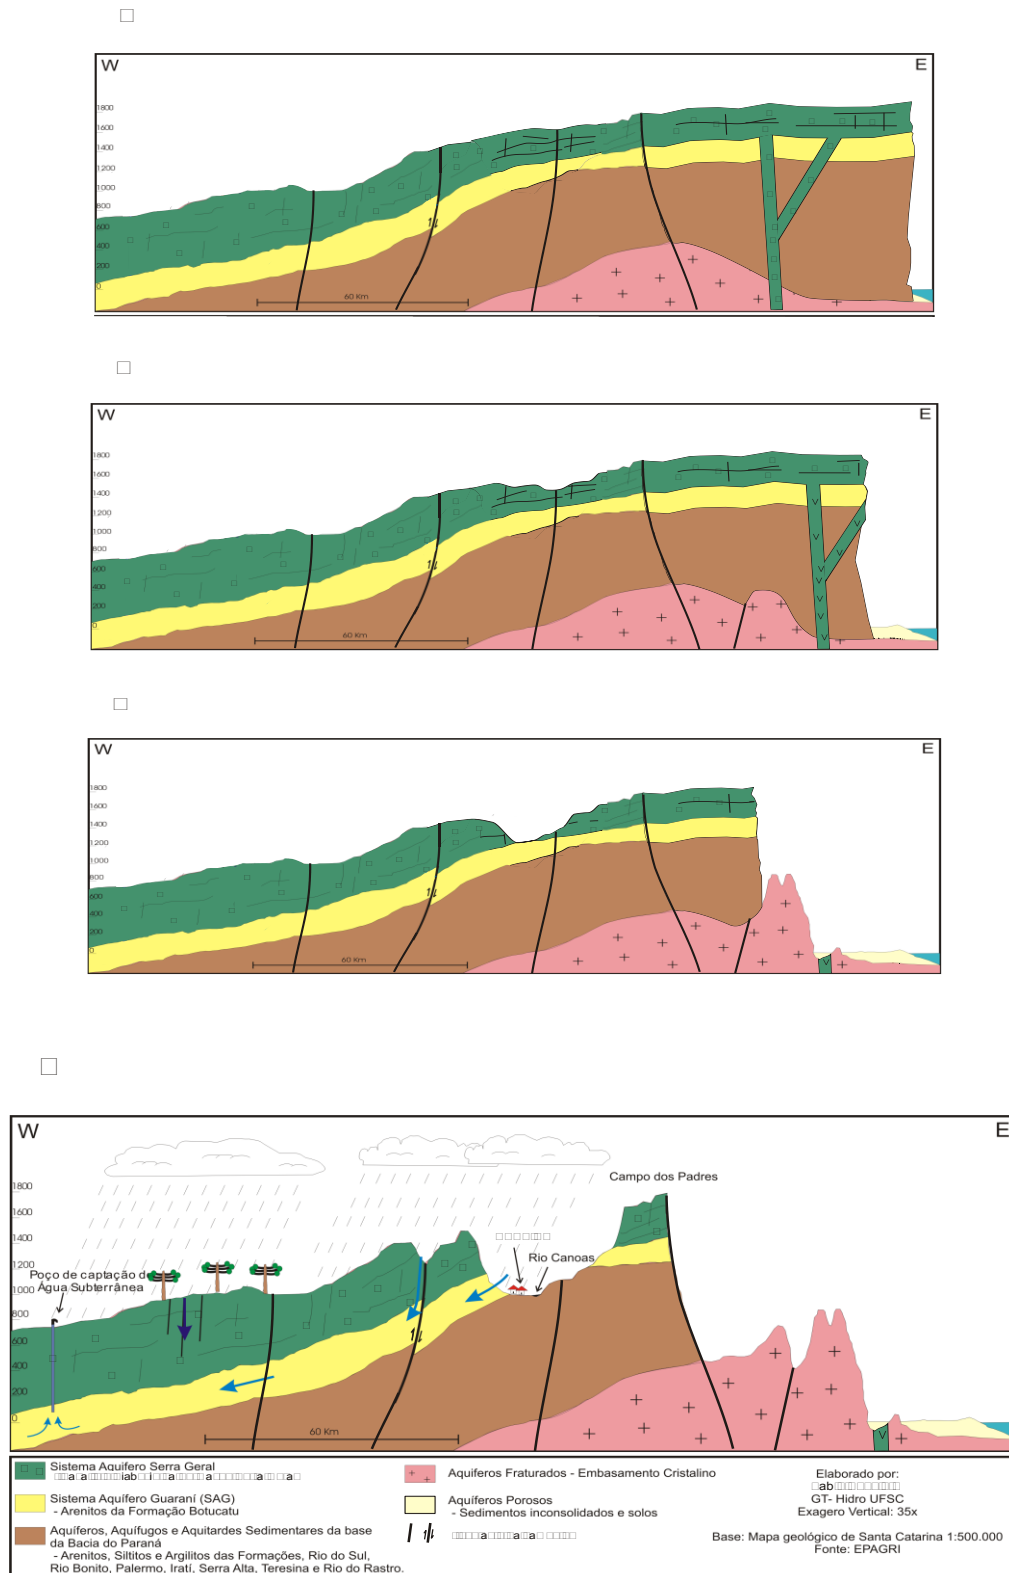 W E
1800
1600
1400
1200
1000
800
600
400
200
0
60 Km
W E
1800
1600
1400
1200
1000
800
600
400
200
0
60 Km
W E
1800
1600
1400
1200
1000
800
600
400
200
0
60 Km
W E
Campo dos Padres
1800
1600
1400
1200
1000
800
600
400
200
0
Rio Canoas
Poço de captação d
Água Subterrânea
60 Km
Sistema Aquifero Serra Geral
Sistema Aquífero Guaraní (SAG)
- Arenitos da Formação Botucatu
Aquíferos, Aquífugos e Aquitardes Sedimentares da base
da Bacia do Paraná
- Arenitos, Siltitos e Argilitos das Formações, Rio do Sul,
Rio Bonito, Palermo, Iratí, Serra Alta, Teresina e Rio do Rastro.
Aquíferos Fraturados - Embasamento Cristalino
Aquíferos Porosos
- Sedimentos inconsolidados e solos
Elaborado por:
GT- Hidro UFSC
Exagero Vertical: 35x
Base: Mapa geológico de Santa Catarina 1:500.000
Fonte: EPAGRI